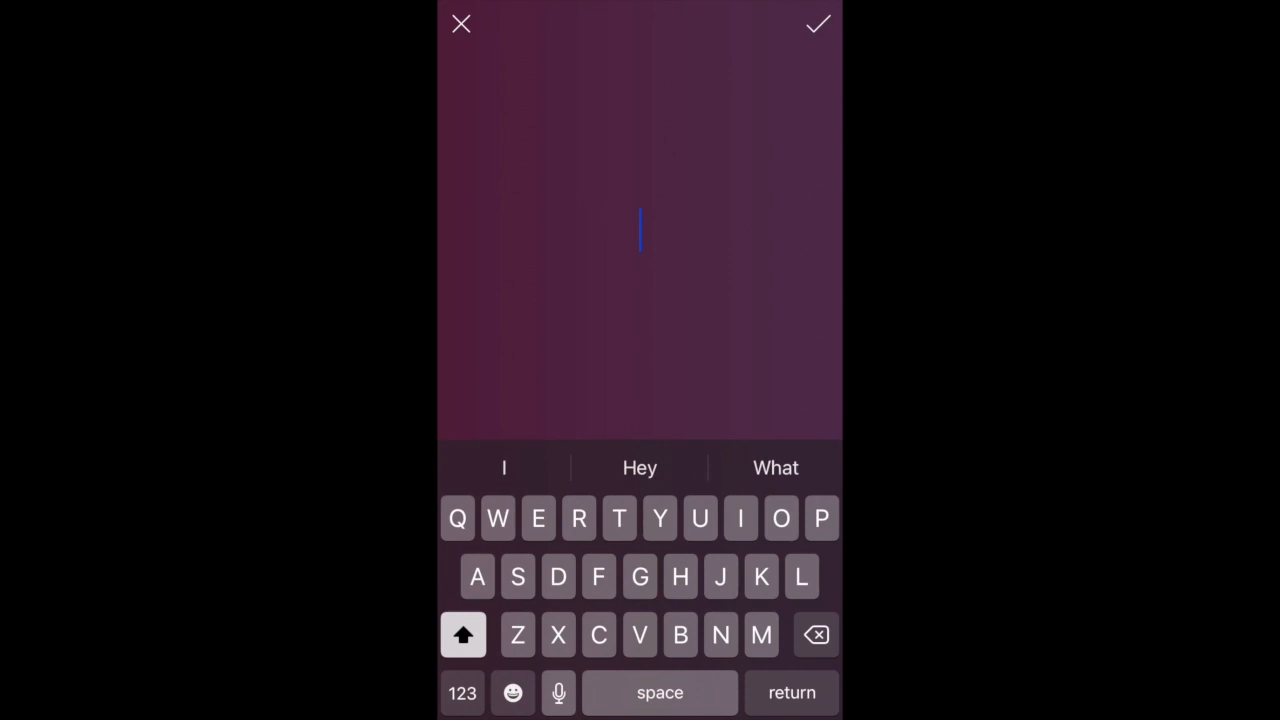 I Hey What
Q W E R T Y U I O P
A S D F G H J K L
Z X C V B N M
123 space return